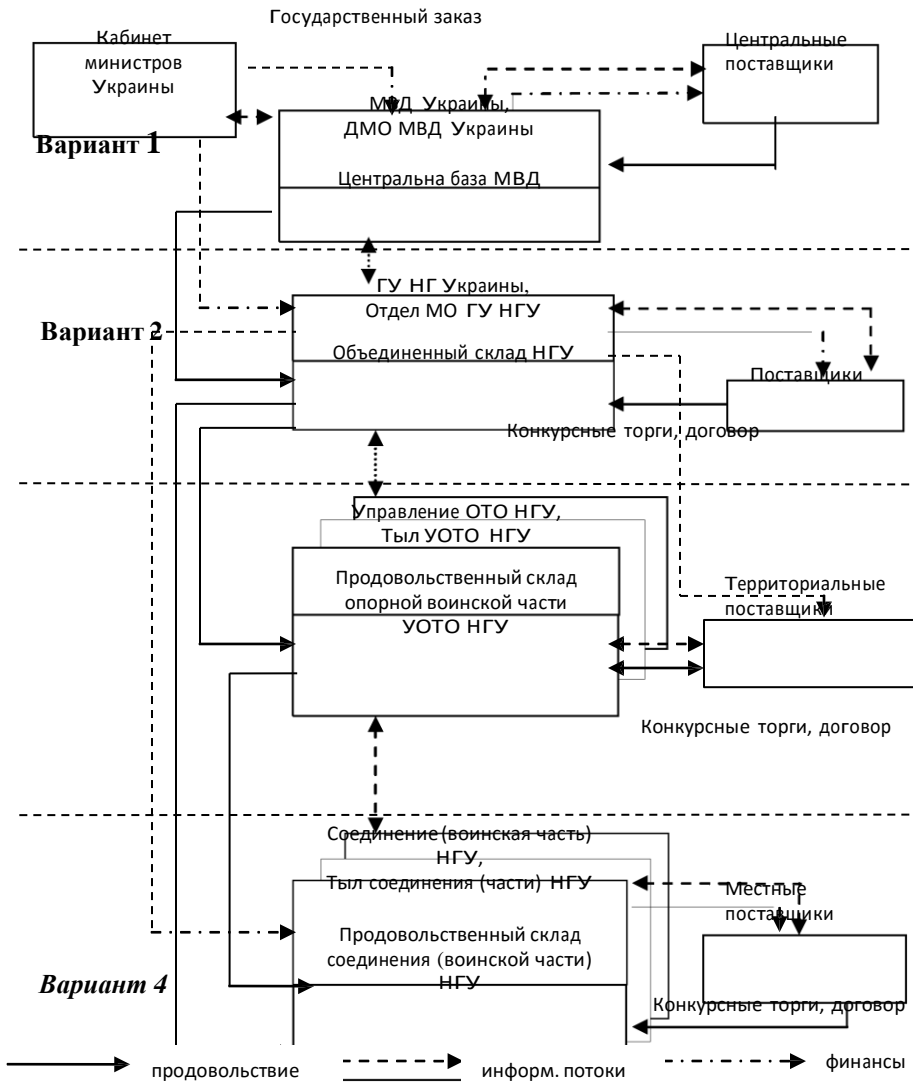 Государственный заказ
Кабинет
министров
Украины
Центральные
поставщики
МВД Украины,
ДМО МВД Украины
Вариант 1
Центральна база МВД
ГУ НГ Украины,
Отдел МО ГУ НГУ
Вариант 2
Объединенный склад НГУ
Поставщики
Конкурсные торги, договор
Управление ОТО НГУ,
Тыл УОТО НГУ
Продовольственный склад
опорной воинской части
УОТО НГУ
Территориальные
поставщики
Конкурсные торги, договор
Соединение (воинская часть)
НГУ,
Тыл соединения (части) НГУ
Местные
поставщики
Продовольственный склад
соединения (воинской части)
НГУ
Вариант 4
Конкурсные торги, договор
продовольствие
информ. потоки
финансы